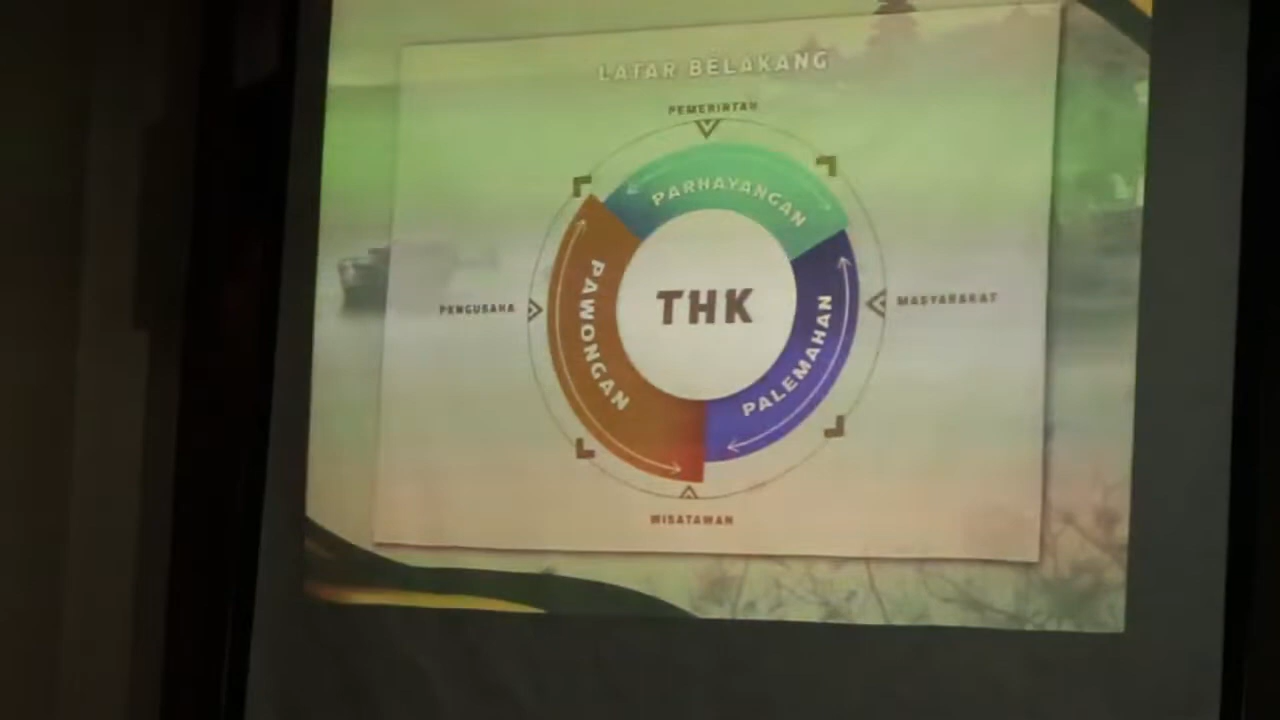 LATAR BELAKANG
PEMERINTAH
PARHAYANGAN
PAWONGAN
THK
PALEMAHAN
PENGUSAHA
MASYARAKAT
WISATAWAN